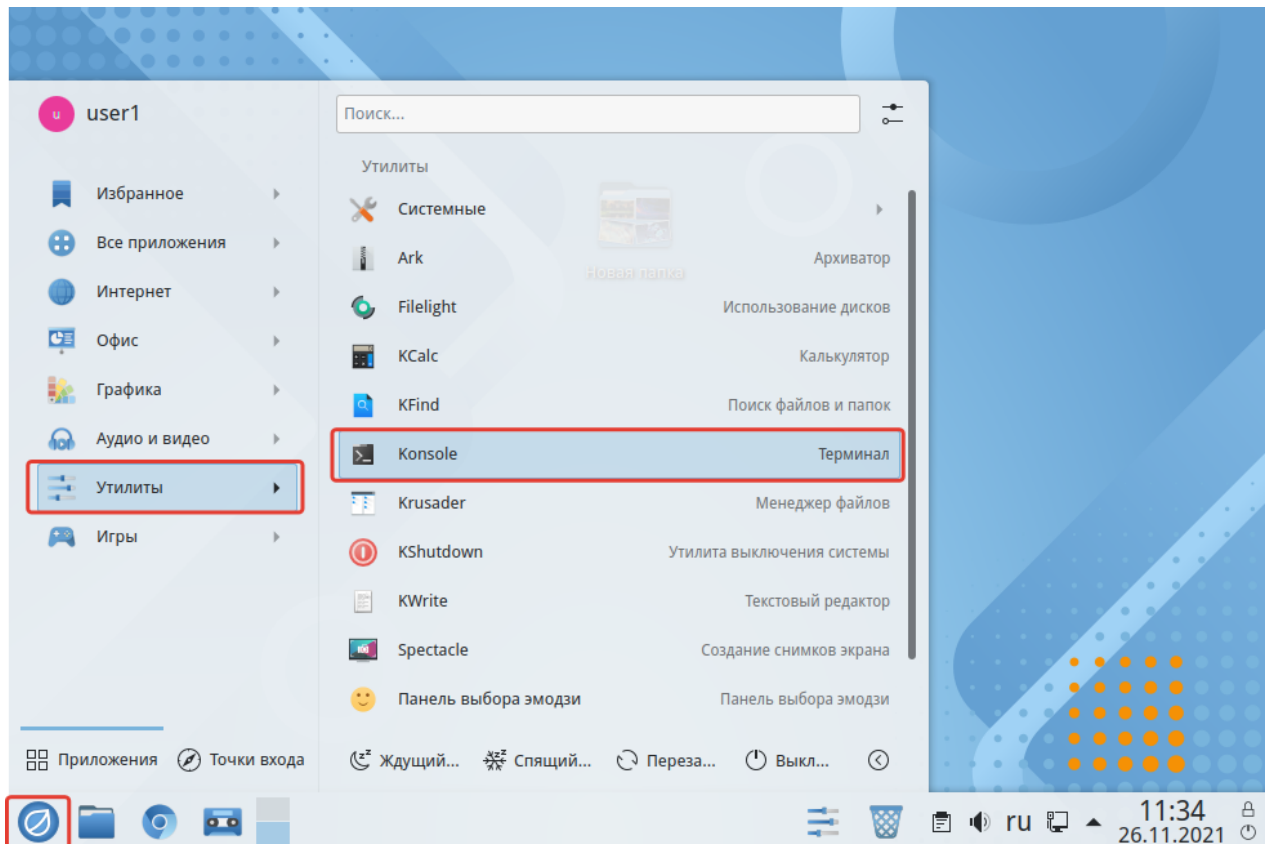 u user1
Избранное
Все приложения
Интернет
Офис
Графика
Аудио и видео
Утилиты
Игры
Поиск...
Утилиты
Системные
Ark Архиватор
Новая папка
Filelight Использование дисков
KCalc Калькулятор
KFind Поиск файлов и папок
Konsole Терминал
Krusader Менеджер файлов
KShutdown Утилита выключения системы
KWrite Текстовый редактор
Spectacle Создание снимков экрана
Панель выбора эмодзи Панель выбора эмодзи
Приложения Точки входа Ждущий... Спящий... Переза... Выкл...
ru 11:34
26.11.2021